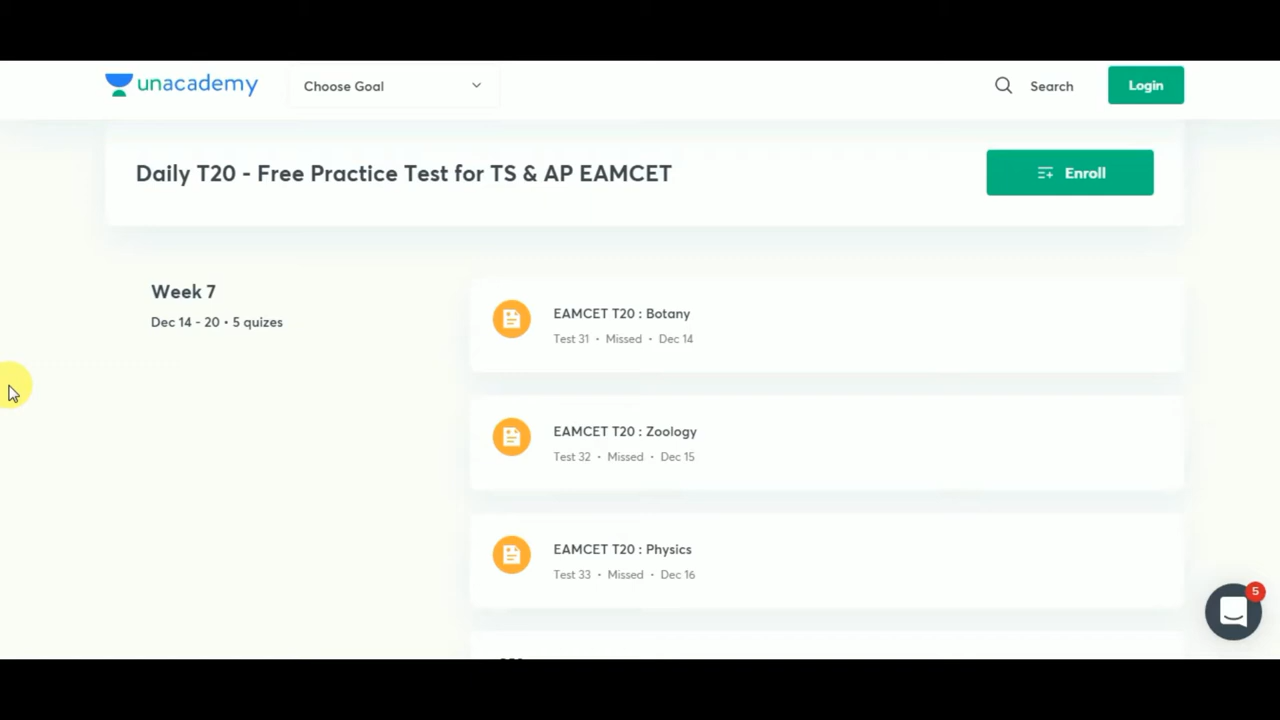 unacademy
Choose Goal
Search
Login
Daily T20 - Free Practice Test for TS & AP EAMCET
Enroll
Week 7
Dec 14 - 20 • 5 quizes
EAMCET T20 : Botany
Test 31 • Missed • Dec 14
EAMCET T20 : Zoology
Test 32 • Missed • Dec 15
EAMCET T20 : Physics
Test 33 • Missed • Dec 16
5